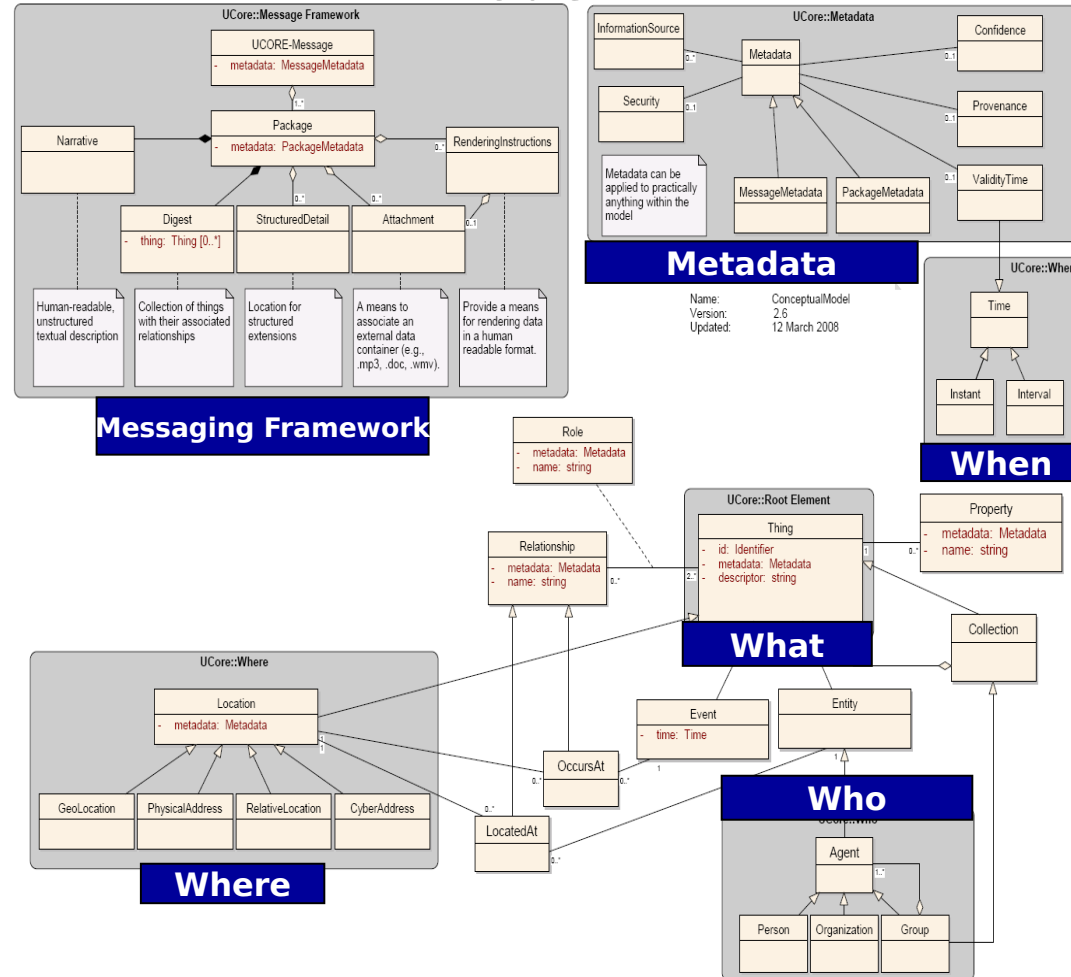 UCore::Message Framework
UCORE-Message
- metadata: MessageMetadata
1..*
Package
- metadata: PackageMetadata
Narrative
RenderingInstructions
0..*
Digest
- thing: Thing [0..*]
StructuredDetail
0..*
Attachment
0..*
0..1
Human-readable,
unstructured
textual description
Collection of things
with their associated
relationships
Location for
structured
extensions
A means to
associate an
external data
container (e.g.,
.mp3, .doc, .wmv).
Provide a means
for rendering data
in a human
readable format.
Messaging Framework
UCore::Metadata
InformationSource
0..*
Metadata
Confidence
0..1
Security
0..1
Provenance
0..1
ValidityTime
0..1
Metadata can be
applied to practically
anything within the
model
MessageMetadata
PackageMetadata
Metadata
Name: ConceptualModel
Version: 2.6
Updated: 12 March 2008
UCore::When
Time
Instant
Interval
When
Role
- metadata: Metadata
- name: string
UCore::Root Element
Thing
- id: Identifier
- metadata: Metadata
- descriptor: string
1
0..*
Property
- metadata: Metadata
- name: string
Relationship
- metadata: Metadata
- name: string
0..*
2..*
What
Collection
UCore::Where
Location
- metadata: Metadata
1
1
GeoLocation
PhysicalAddress
RelativeLocation
CyberAddress
Where
Event
- time: Time
1
Entity
1
OccursAt
0..*
0..*
LocatedAt
0..*
0..*
Who
UCore::Who
Agent
1..*
Person
Organization
Group